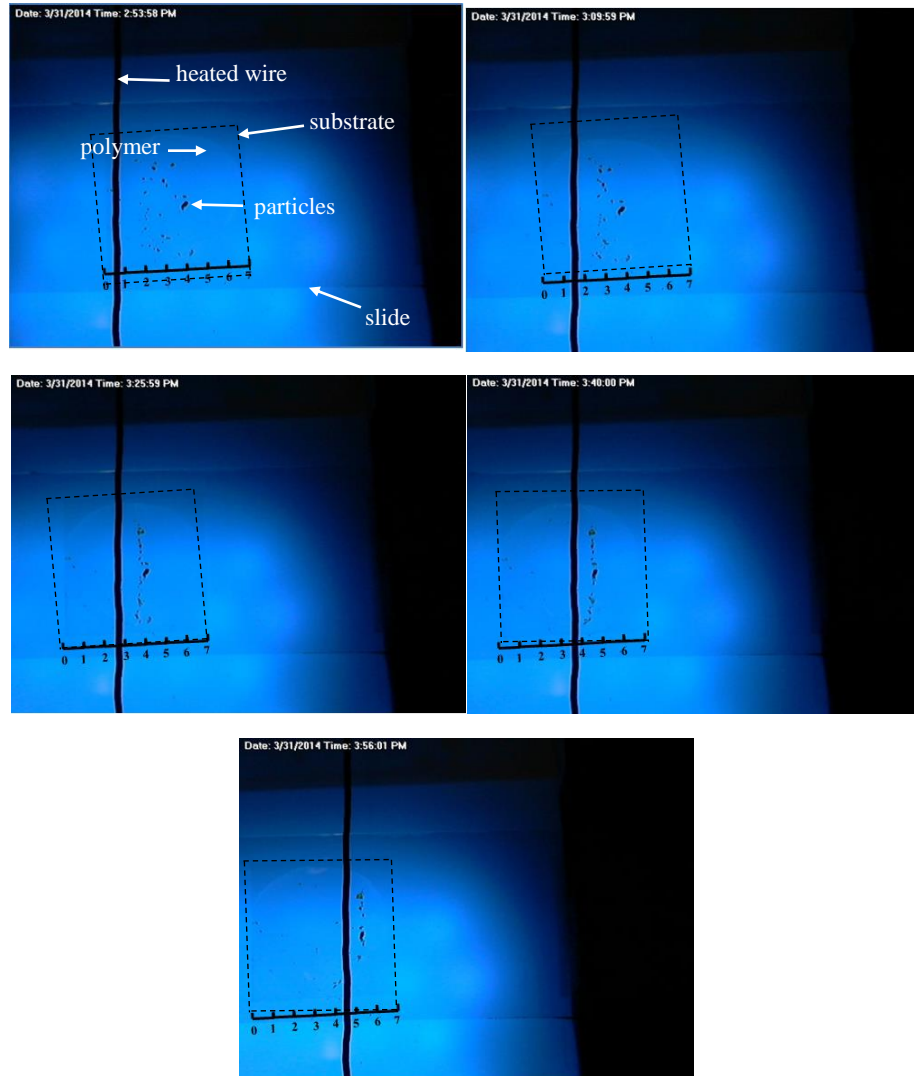 Date: 3/31/2014 Time: 2:53:58 PM
heated wire
substrate
polymer
particles
0 1 2 3 4 5 6 7
slide
Date: 3/31/2014 Time: 3:09:59 PM
0 1 2 3 4 5 6 7
Date: 3/31/2014 Time: 3:25:59 PM
0 1 2 3 4 5 6 7
Date: 3/31/2014 Time: 3:40:00 PM
0 1 2 3 4 5 6 7
Date: 3/31/2014 Time: 3:56:01 PM
0 1 2 3 4 5 6 7